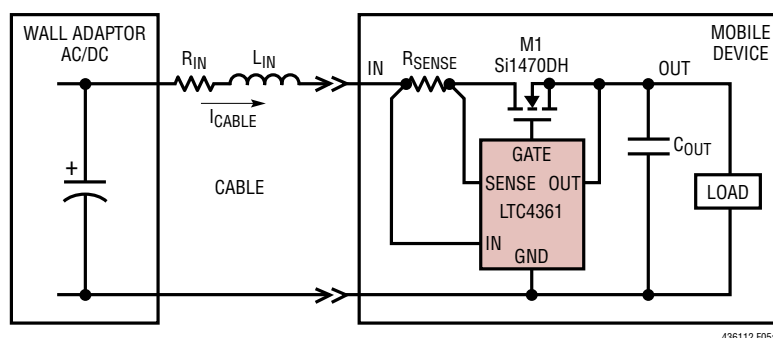 WALL ADAPTOR
AC/DC
R_IN
L_IN
I_CABLE
CABLE
+
IN
R_SENSE
M1
Si1470DH
MOBILE
DEVICE
OUT
GATE
SENSE OUT
LTC4361
IN
GND
C_OUT
LOAD